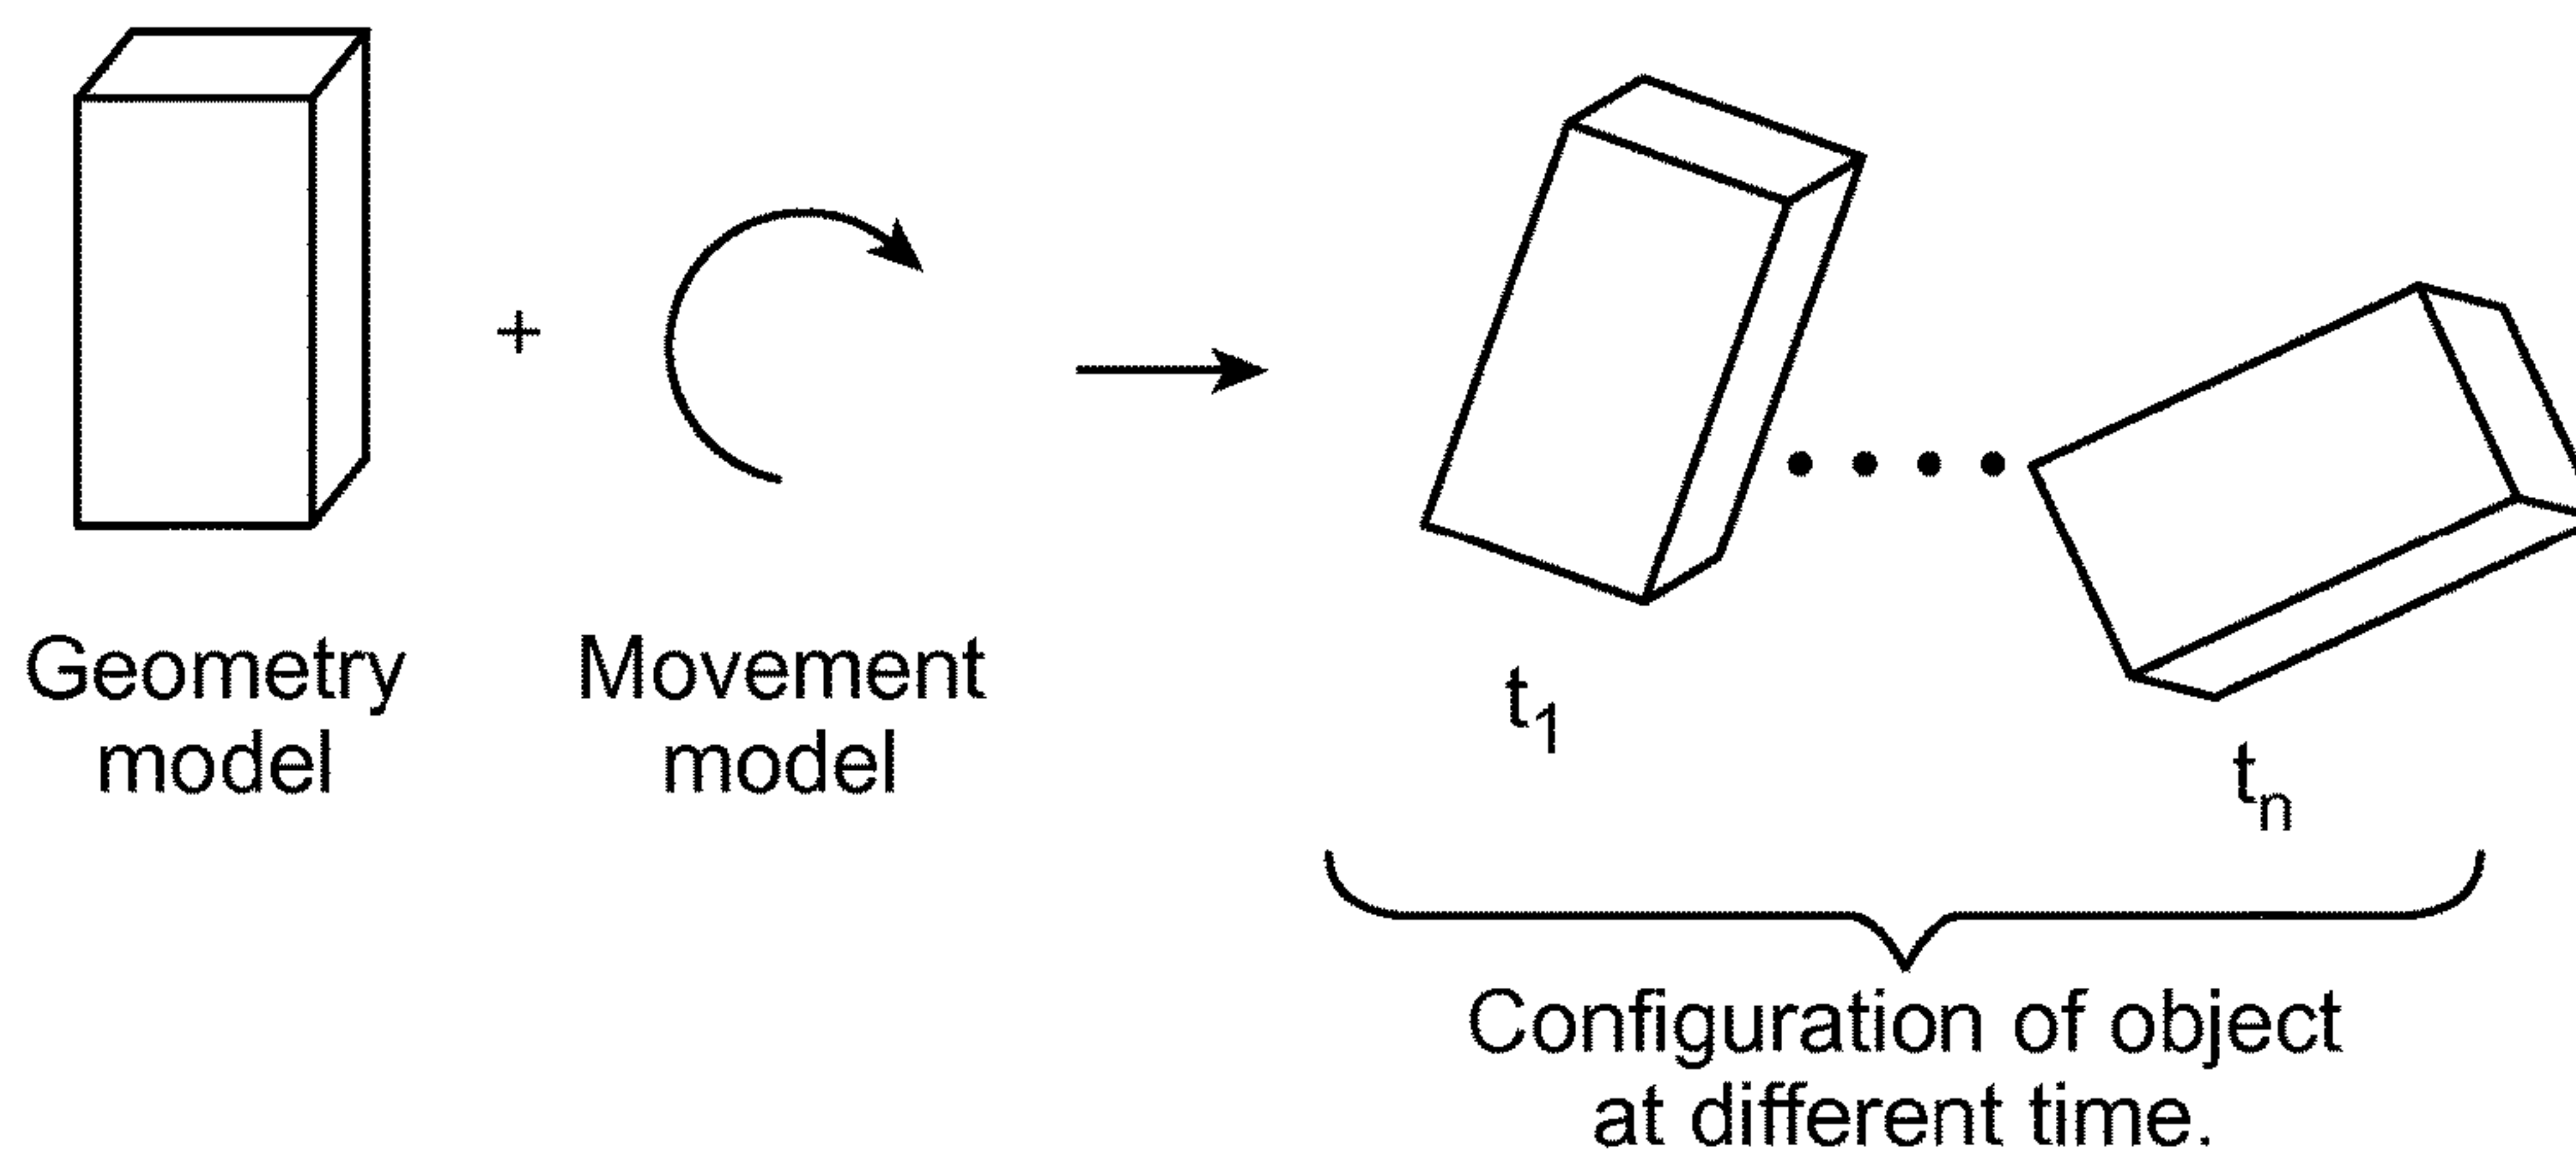 +
Geometry
model
Movement
model
t₁
tₙ
Configuration of object
at different time.